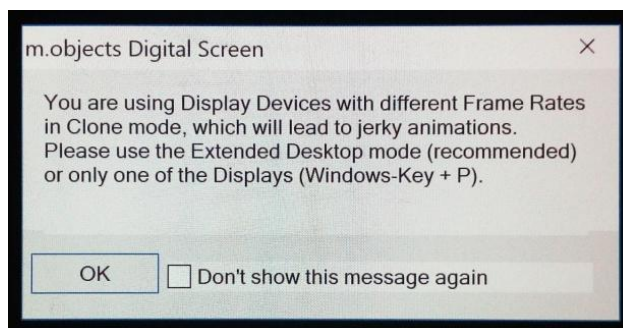 m.objects Digital Screen
You are using Display Devices with different Frame Rates
in Clone mode, which will lead to jerky animations.
Please use the Extended Desktop mode (recommended)
or only one of the Displays (Windows-Key + P).
OK
Don't show this message again